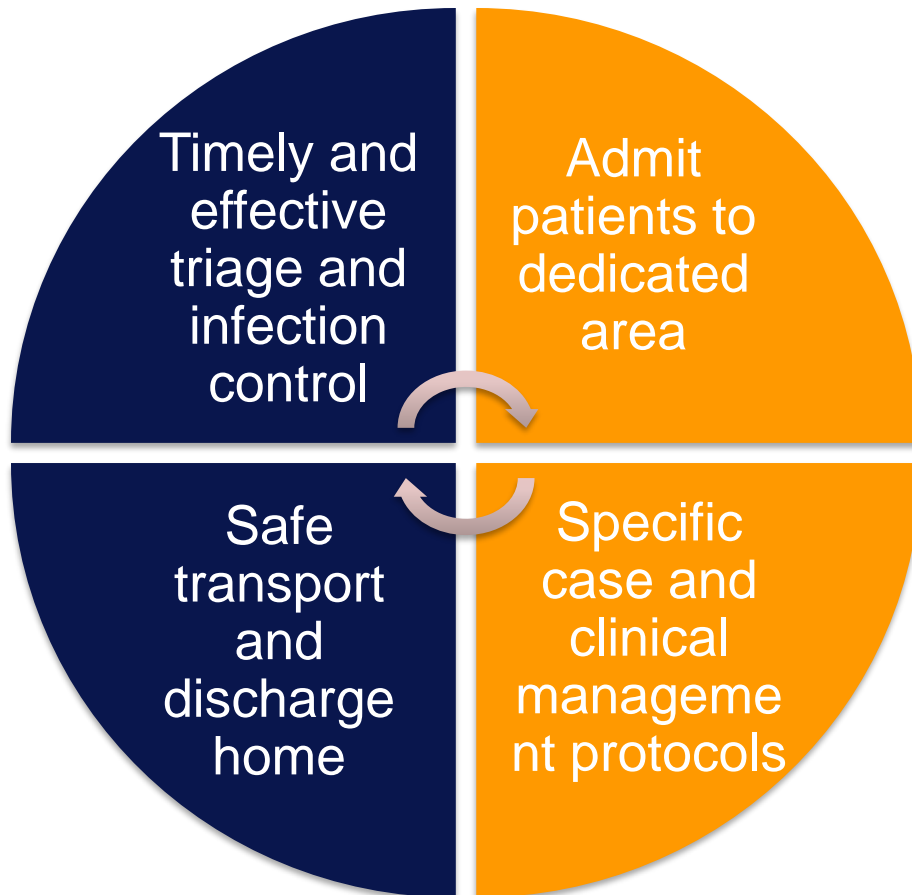 Timely and
effective
triage and
infection
control
Admit
patients to
dedicated
area
Safe
transport
and
discharge
home
Specific
case and
clinical
manageme
nt protocols